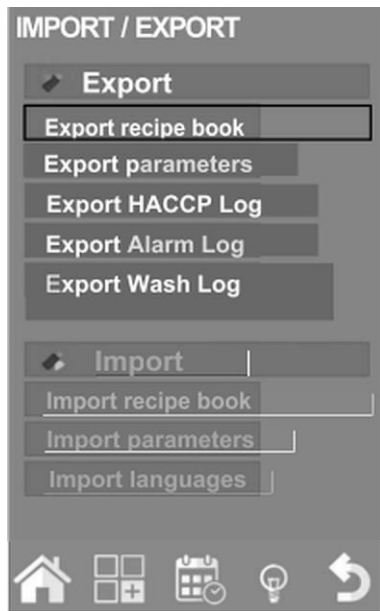 IMPORT / EXPORT
Export
Export recipe book
Export parameters
Export HACCP Log
Export Alarm Log
Export Wash Log
Import
Import recipe book
Import parameters
Import languages